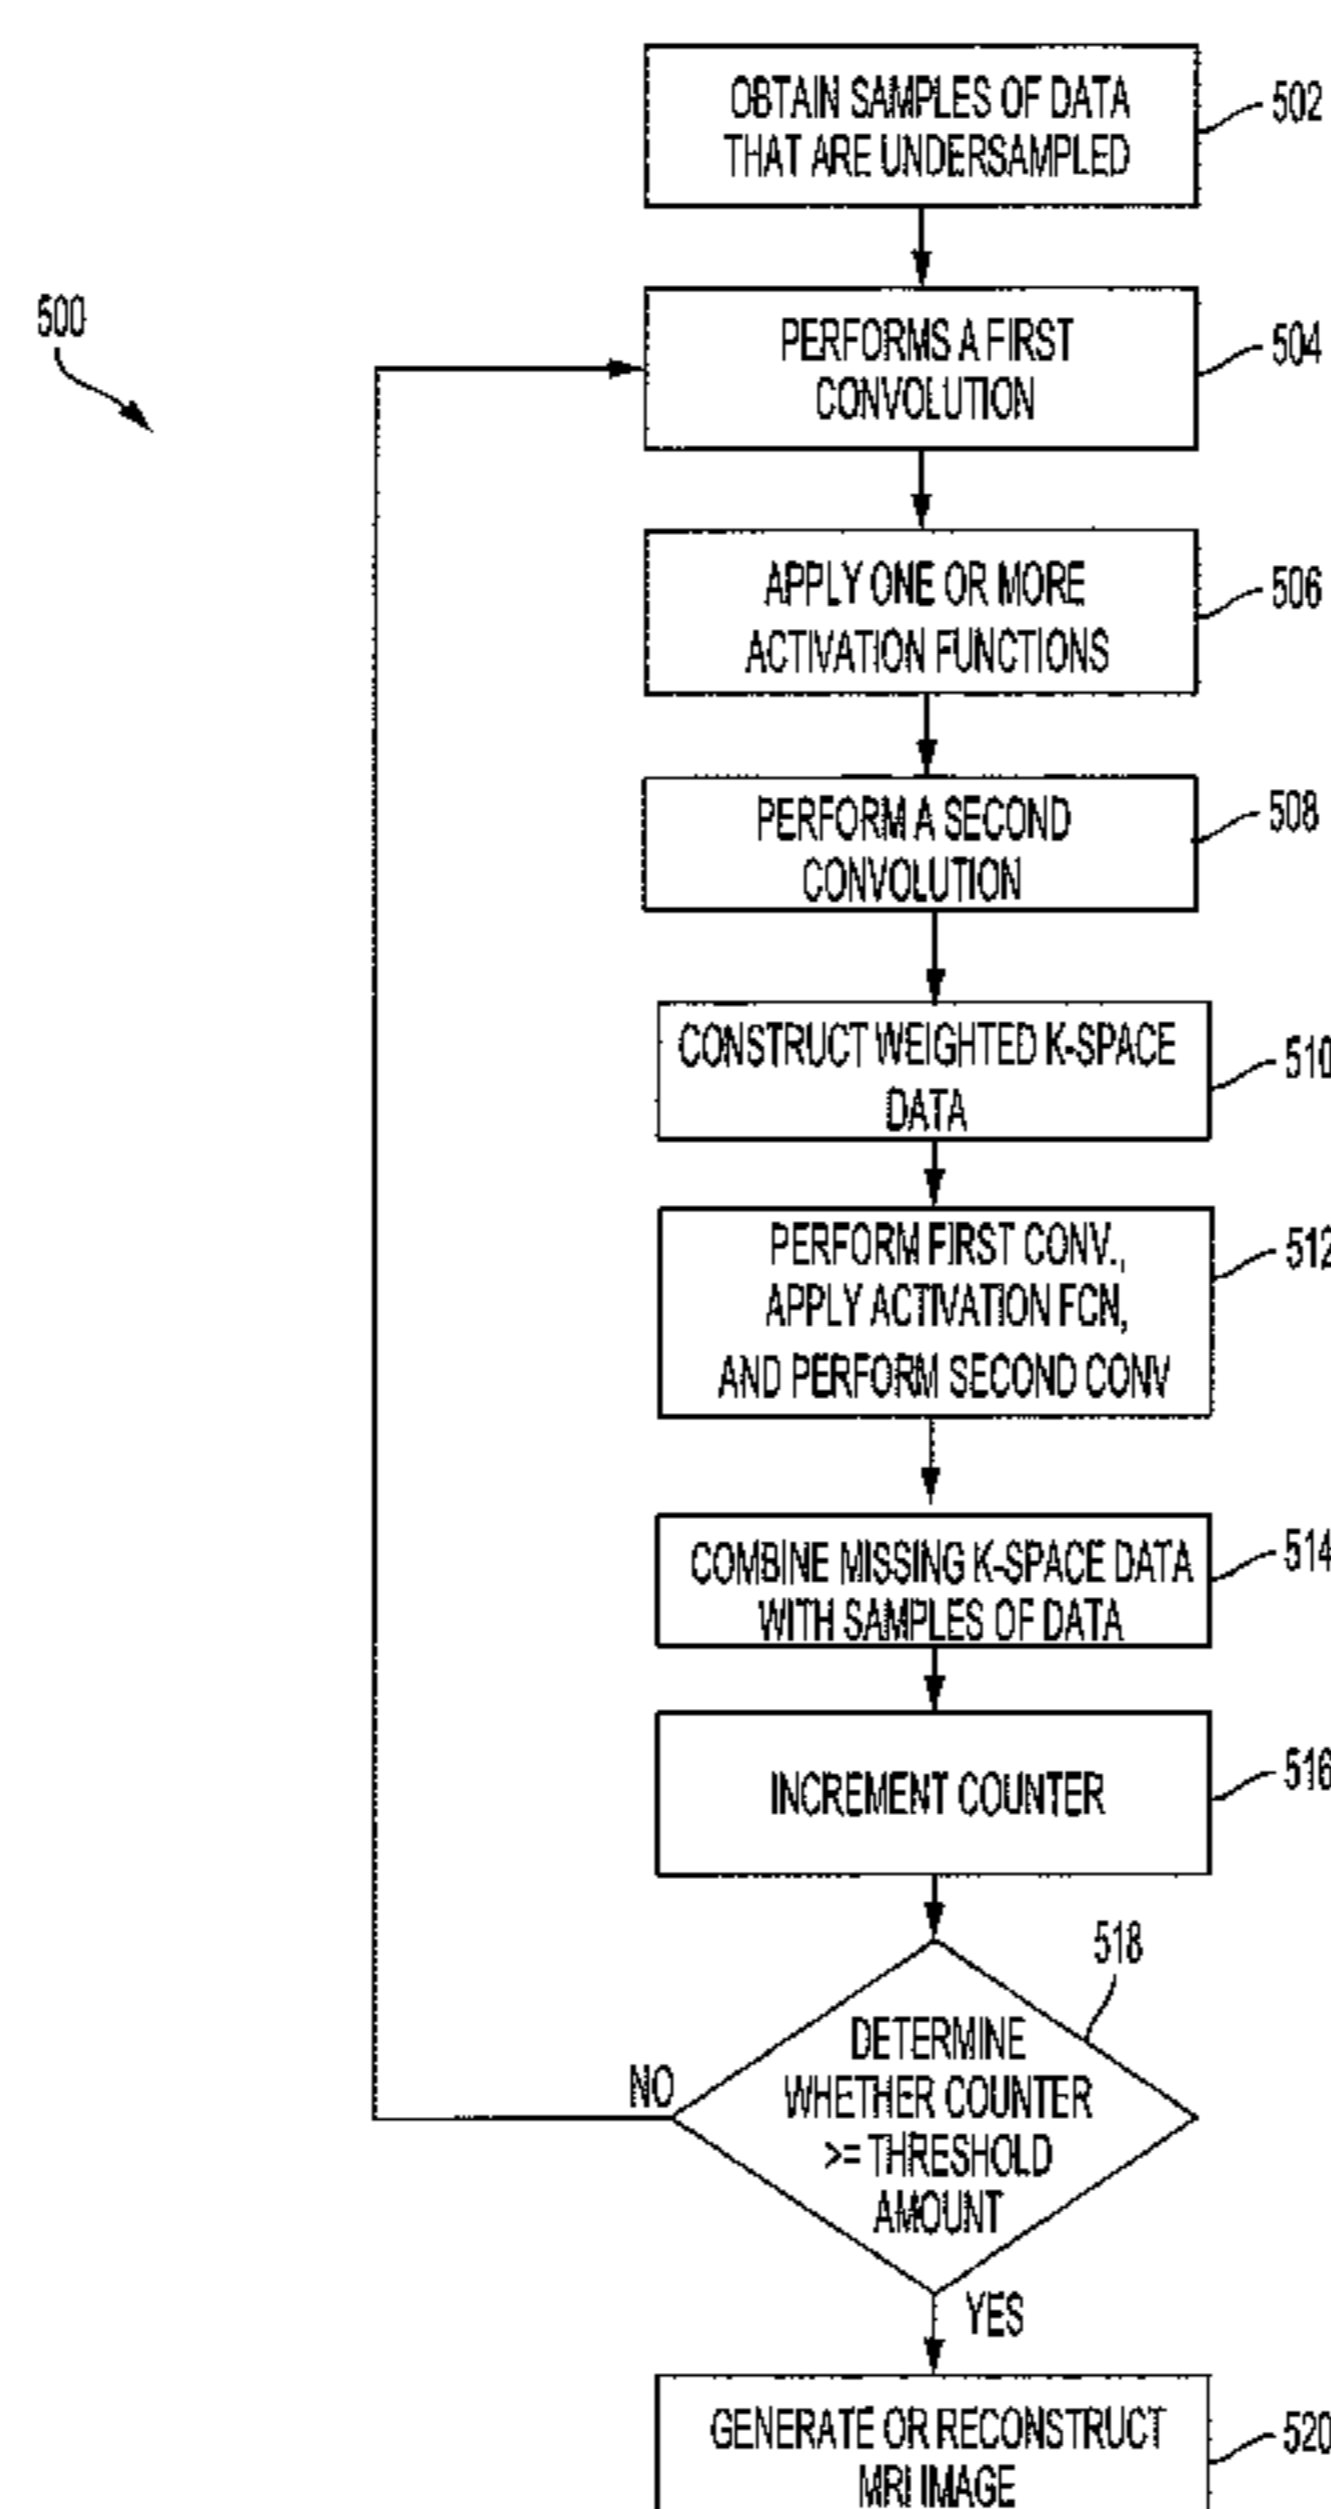 500
OBTAIN SAMPLES OF DATA
THAT ARE UNDERSAMPLED
502
PERFORMS A FIRST
CONVOLUTION
504
APPLY ONE OR MORE
ACTIVATION FUNCTIONS
506
PERFORM A SECOND
CONVOLUTION
508
CONSTRUCT WEIGHTED K-SPACE
DATA
510
PERFORM FIRST CONV.,
APPLY ACTIVATION FCN,
AND PERFORM SECOND CONV
512
COMBINE MISSING K-SPACE DATA
WITH SAMPLES OF DATA
514
INCREMENT COUNTER
516
518
DETERMINE
WHETHER COUNTER
>= THRESHOLD
AMOUNT
NO
YES
GENERATE OR RECONSTRUCT
MRI IMAGE
520